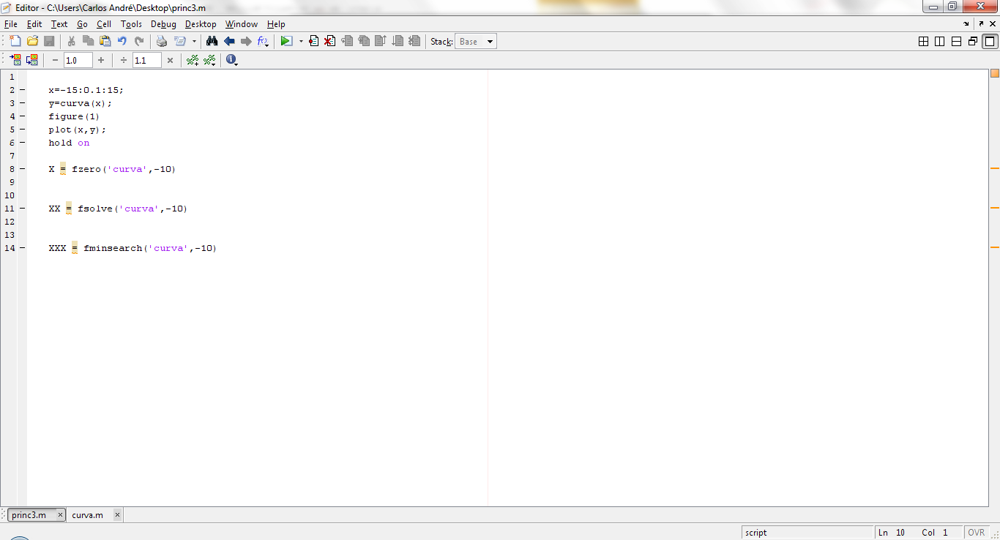 Editor - C:\Users\Carlos André\Desktop\princ3.m
File Edit Text Go Cell Tools Debug Desktop Window Help
Stack: Base
1.0 1.1
1
2 x=-15:0.1:15;
3 y=curva(x);
4 figure(1)
5 plot(x,y);
6 hold on
7
8 X = fzero('curva',-10)
9
10
11 XX = fsolve('curva',-10)
12
13
14 XXX = fminsearch('curva',-10)
princ3.m curva.m
script Ln 10 Col 1 OVR